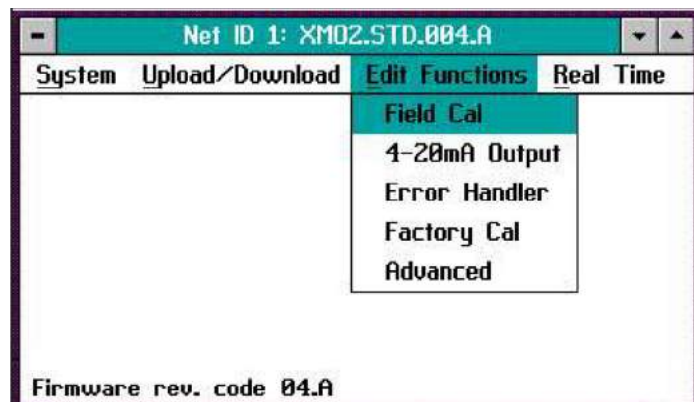 Net ID 1: XMO2.STD.004.A
System Upload/Download Edit Functions Real Time
Field Cal
4-20mA Output
Error Handler
Factory Cal
Advanced
Firmware rev. code 04.A